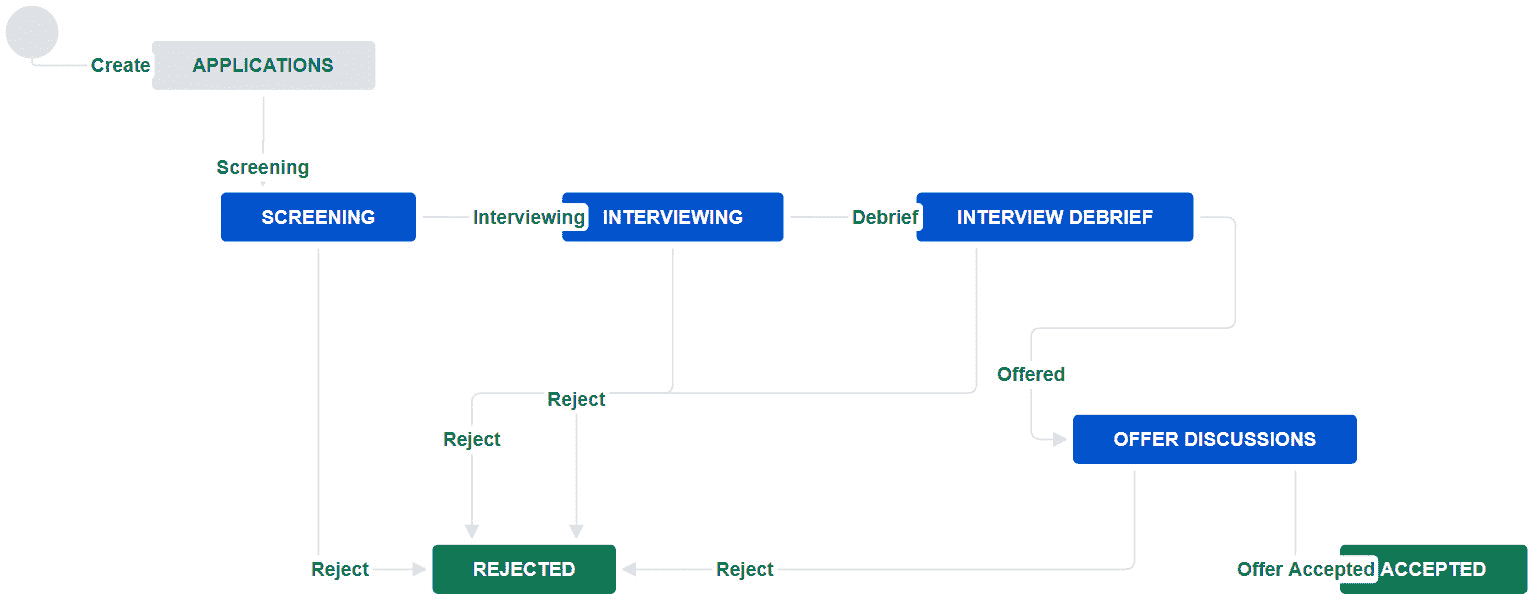 Create
APPLICATIONS
Screening
SCREENING
Interviewing
INTERVIEWING
Debrief
INTERVIEW DEBRIEF
Offered
Reject
Reject
OFFER DISCUSSIONS
Reject
REJECTED
Reject
Offer Accepted
ACCEPTED